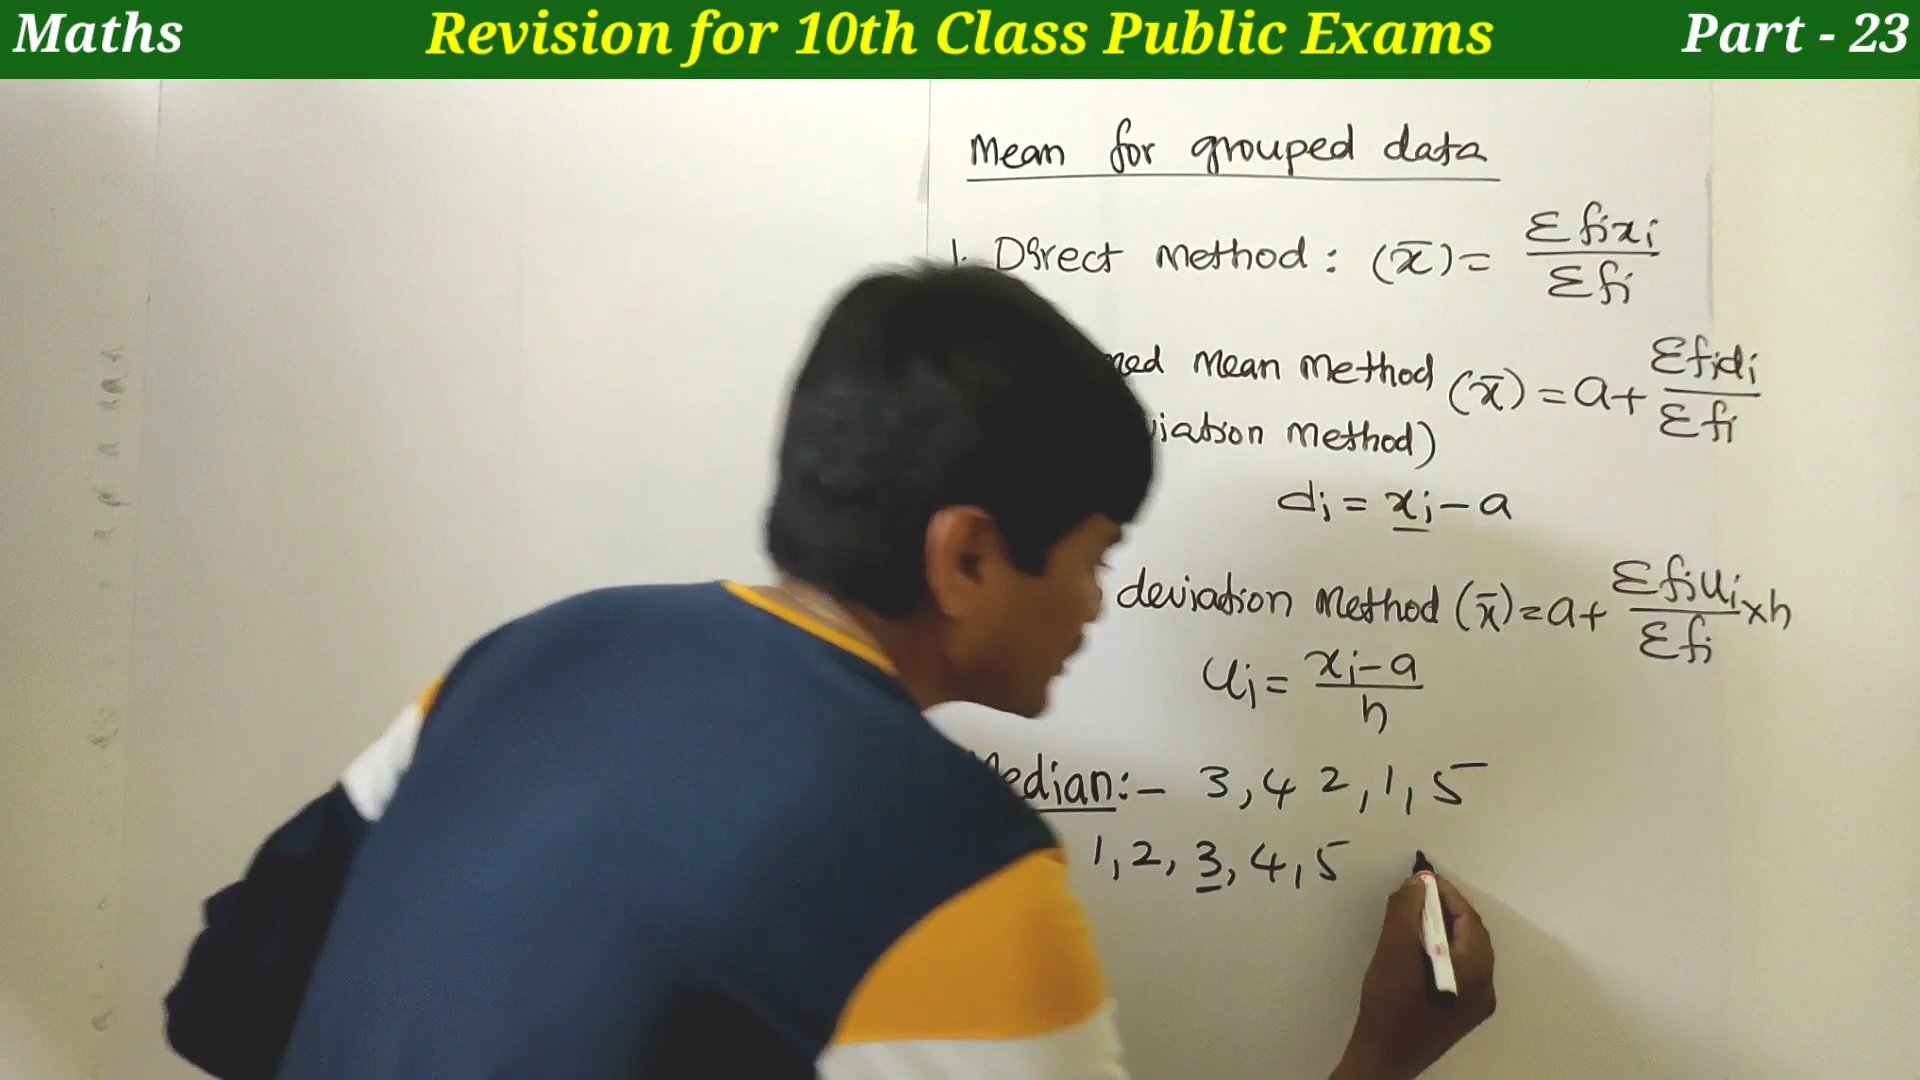 Maths Revision for 10th Class Public Exams Part - 23
Mean for grouped data
1. Direct Method: (x̄) = Σfixi / Σfi
Mean Method (x̄) = a + Σfidi / Σfi
Method)
di = xi - a
deviation Method (x̄) = a + Σfiui / Σfi × h
ui = xi - a / h
Median:- 3, 4 2, 1, 5
1, 2, 3, 4, 5